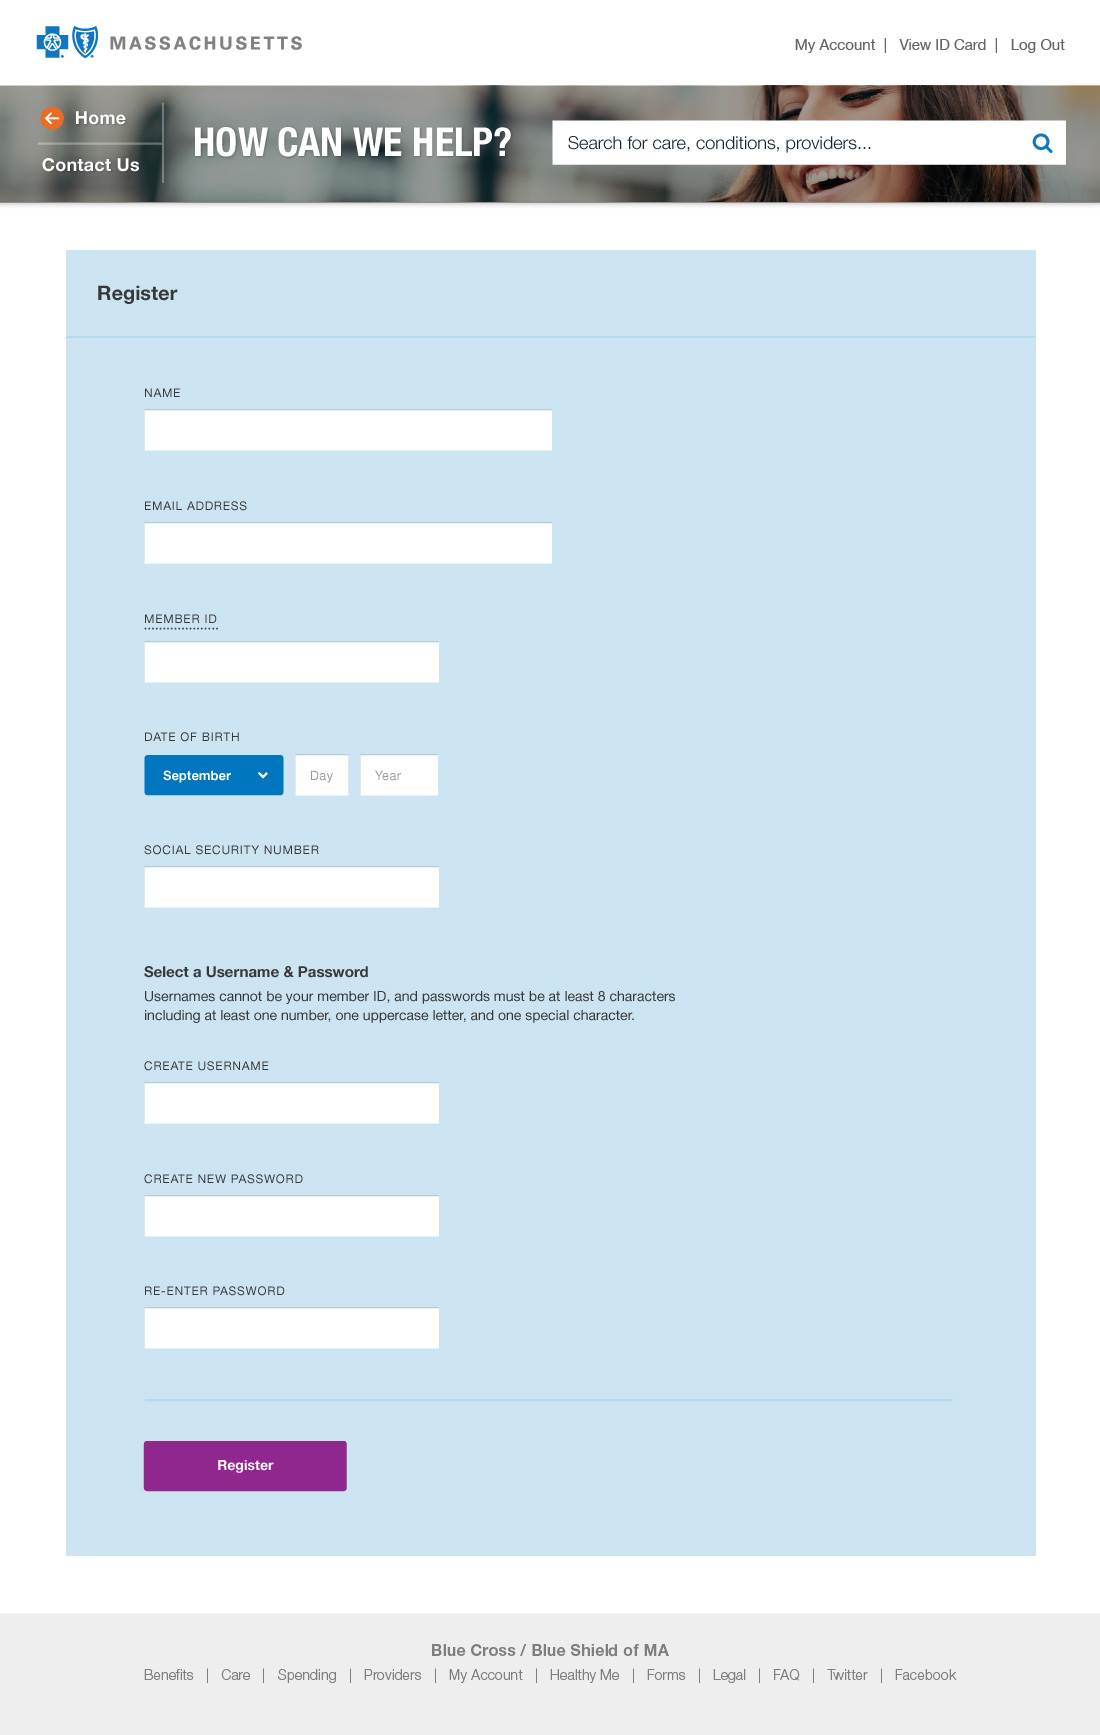 MASSACHUSETTS
My Account | View ID Card | Log Out
Home
Contact Us
HOW CAN WE HELP?
Search for care, conditions, providers...
Register
NAME
EMAIL ADDRESS
MEMBER ID
DATE OF BIRTH
September Day Year
SOCIAL SECURITY NUMBER
Select a Username & Password
Usernames cannot be your member ID, and passwords must be at least 8 characters
including at least one number, one uppercase letter, and one special character.
CREATE USERNAME
CREATE NEW PASSWORD
RE-ENTER PASSWORD
Register
Blue Cross / Blue Shield of MA
Benefits | Care | Spending | Providers | My Account | Healthy Me | Forms | Legal | FAQ | Twitter | Facebook